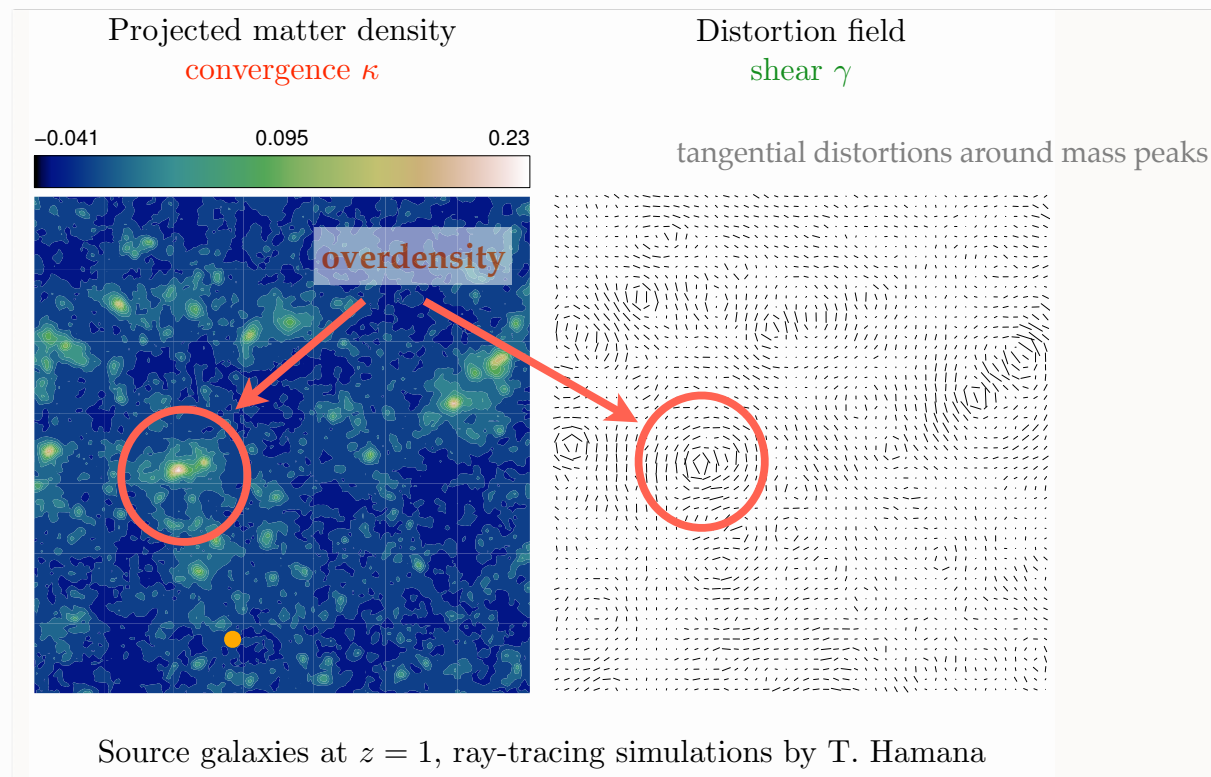 Projected matter density
convergence κ
Distortion field
shear γ
−0.041 0.095 0.23
tangential distortions around mass peaks
overdensity
Source galaxies at z = 1, ray-tracing simulations by T. Hamana